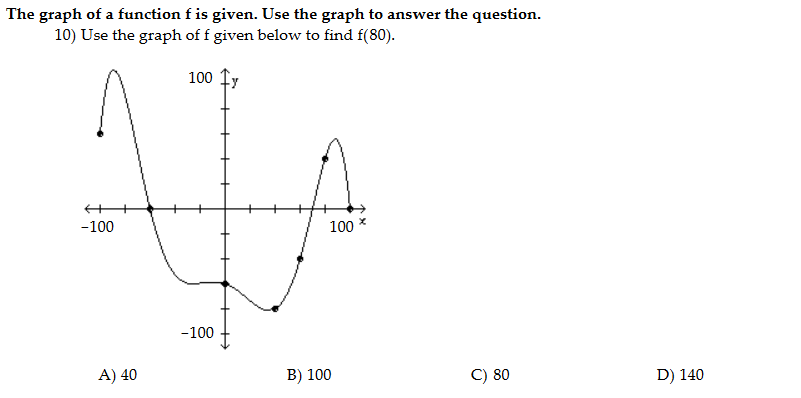 The graph of a function f is given. Use the graph to answer the question.
10) Use the graph of f given below to find f(80).
100 y
-100 100 x
-100
A) 40 B) 100 C) 80 D) 140